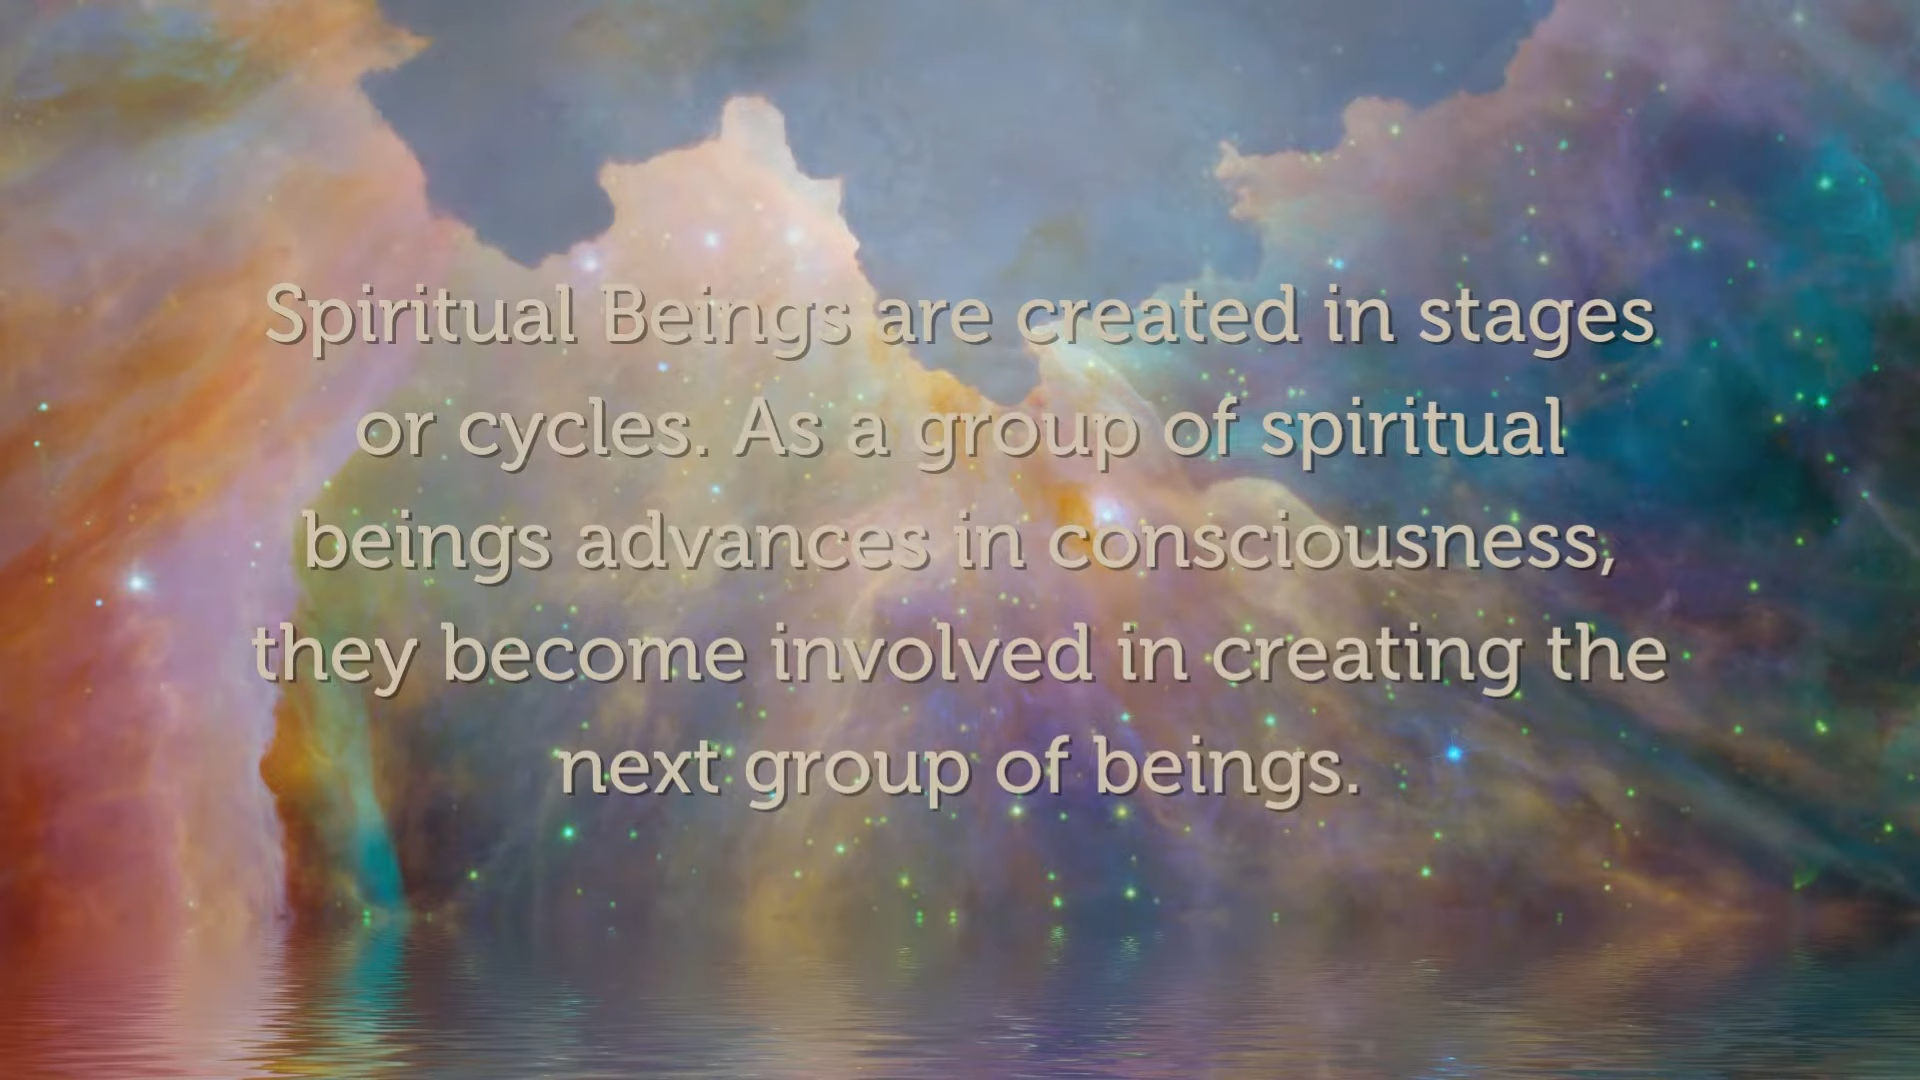 Spiritual Beings are created in stages
or cycles. As a group of spiritual
beings advances in consciousness,
they become involved in creating the
next group of beings.